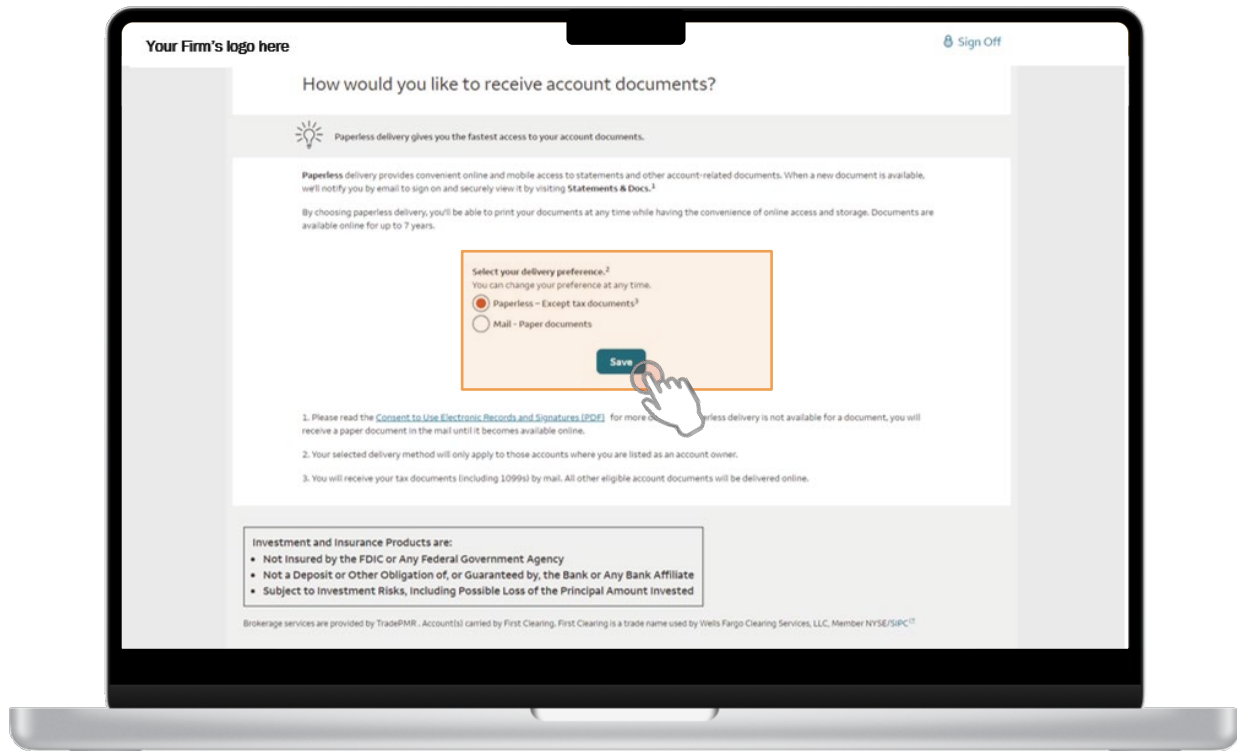 Your Firm's logo here
Sign Off
How would you like to receive account documents?
Paperless delivery gives you the fastest access to your account documents.
Paperless delivery provides convenient online and mobile access to statements and other account-related documents. When a new document is available,
we'll notify you by email to sign on and securely view it by visiting Statements & Docs.1
By choosing paperless delivery, you'll be able to print your documents at any time while having the convenience of online access and storage. Documents are
available online for up to 7 years.
Select your delivery preference.2
You can change your preference at any time.
Paperless – Except tax documents3
Mail - Paper documents
Save
1. Please read the Consent to Use Electronic Records and Signatures [PDF] for more delivery is not available for a document, you will
receive a paper document in the mail until it becomes available online.
2. Your selected delivery method will only apply to those accounts where you are listed as an account owner.
3. You will receive your tax documents (including 1099s) by mail. All other eligible account documents will be delivered online.
Investment and Insurance Products are:
• Not Insured by the FDIC or Any Federal Government Agency
• Not a Deposit or Other Obligation of, or Guaranteed by, the Bank or Any Bank Affiliate
• Subject to Investment Risks, Including Possible Loss of the Principal Amount Invested
Brokerage services are provided by TradePMR . Account(s) carried by First Clearing. First Clearing is a trade name used by Wells Fargo Clearing Services, LLC, Member NYSE/SIPC